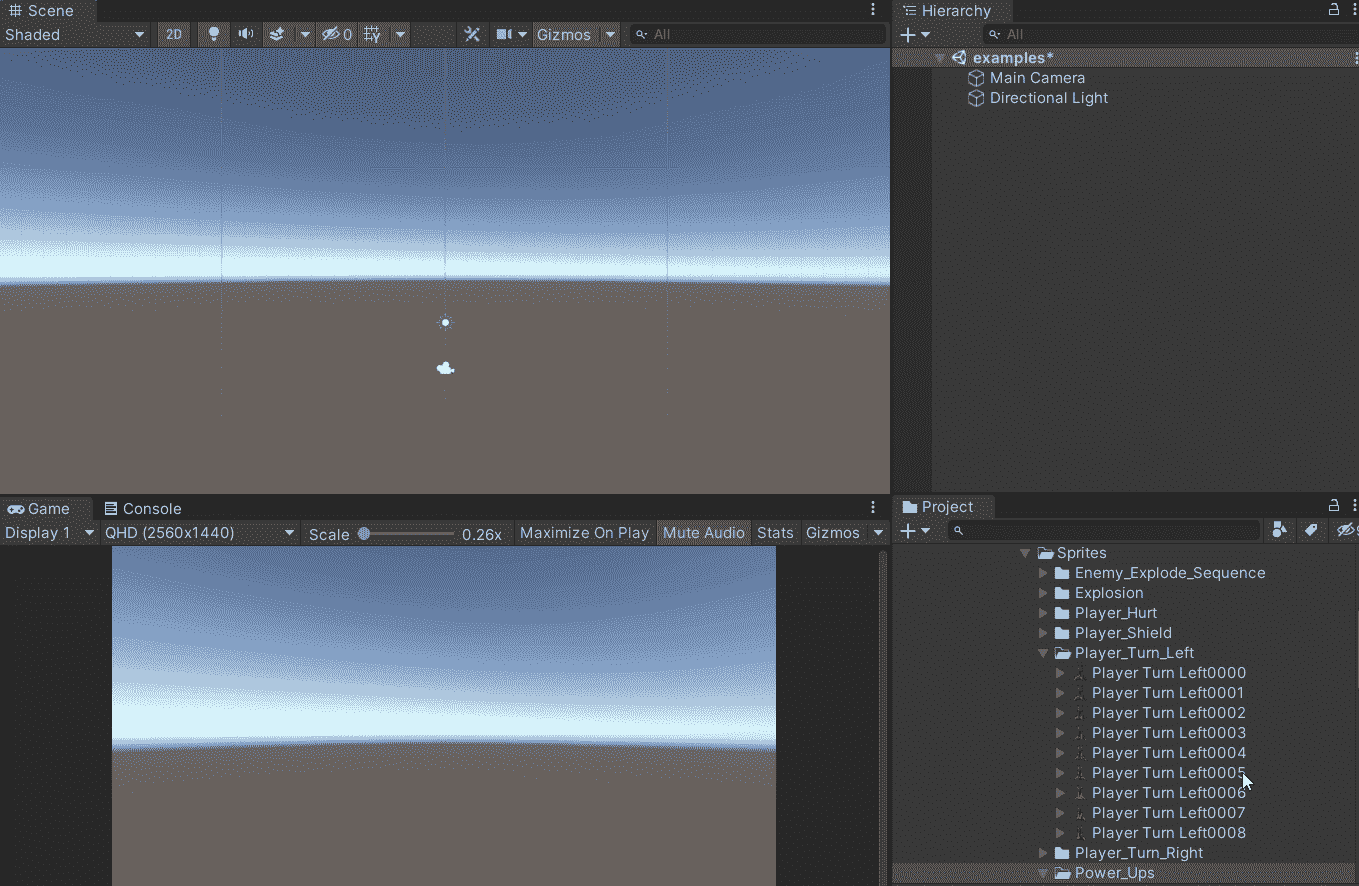 Scene
Shaded 2D 0 Gizmos All
Hierarchy
All
examples*
Main Camera
Directional Light
Game Console
Display 1 QHD (2560x1440) Scale 0.26x Maximize On Play Mute Audio Stats Gizmos
Project
Sprites
Enemy_Explode_Sequence
Explosion
Player_Hurt
Player_Shield
Player_Turn_Left
Player Turn Left0000
Player Turn Left0001
Player Turn Left0002
Player Turn Left0003
Player Turn Left0004
Player Turn Left0005
Player Turn Left0006
Player Turn Left0007
Player Turn Left0008
Player_Turn_Right
Power_Ups